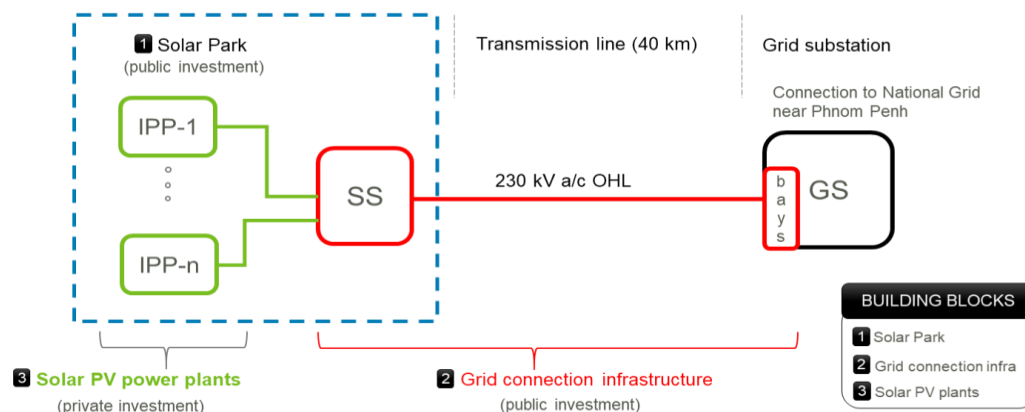 1 Solar Park
(public investment)
Transmission line (40 km)
Grid substation
Connection to National Grid
near Phnom Penh
IPP-1
SS
230 kV a/c OHL
bays
GS
IPP-n
BUILDING BLOCKS
1 Solar Park
2 Grid connection infra
3 Solar PV plants
3 Solar PV power plants
(private investment)
2 Grid connection infrastructure
(public investment)